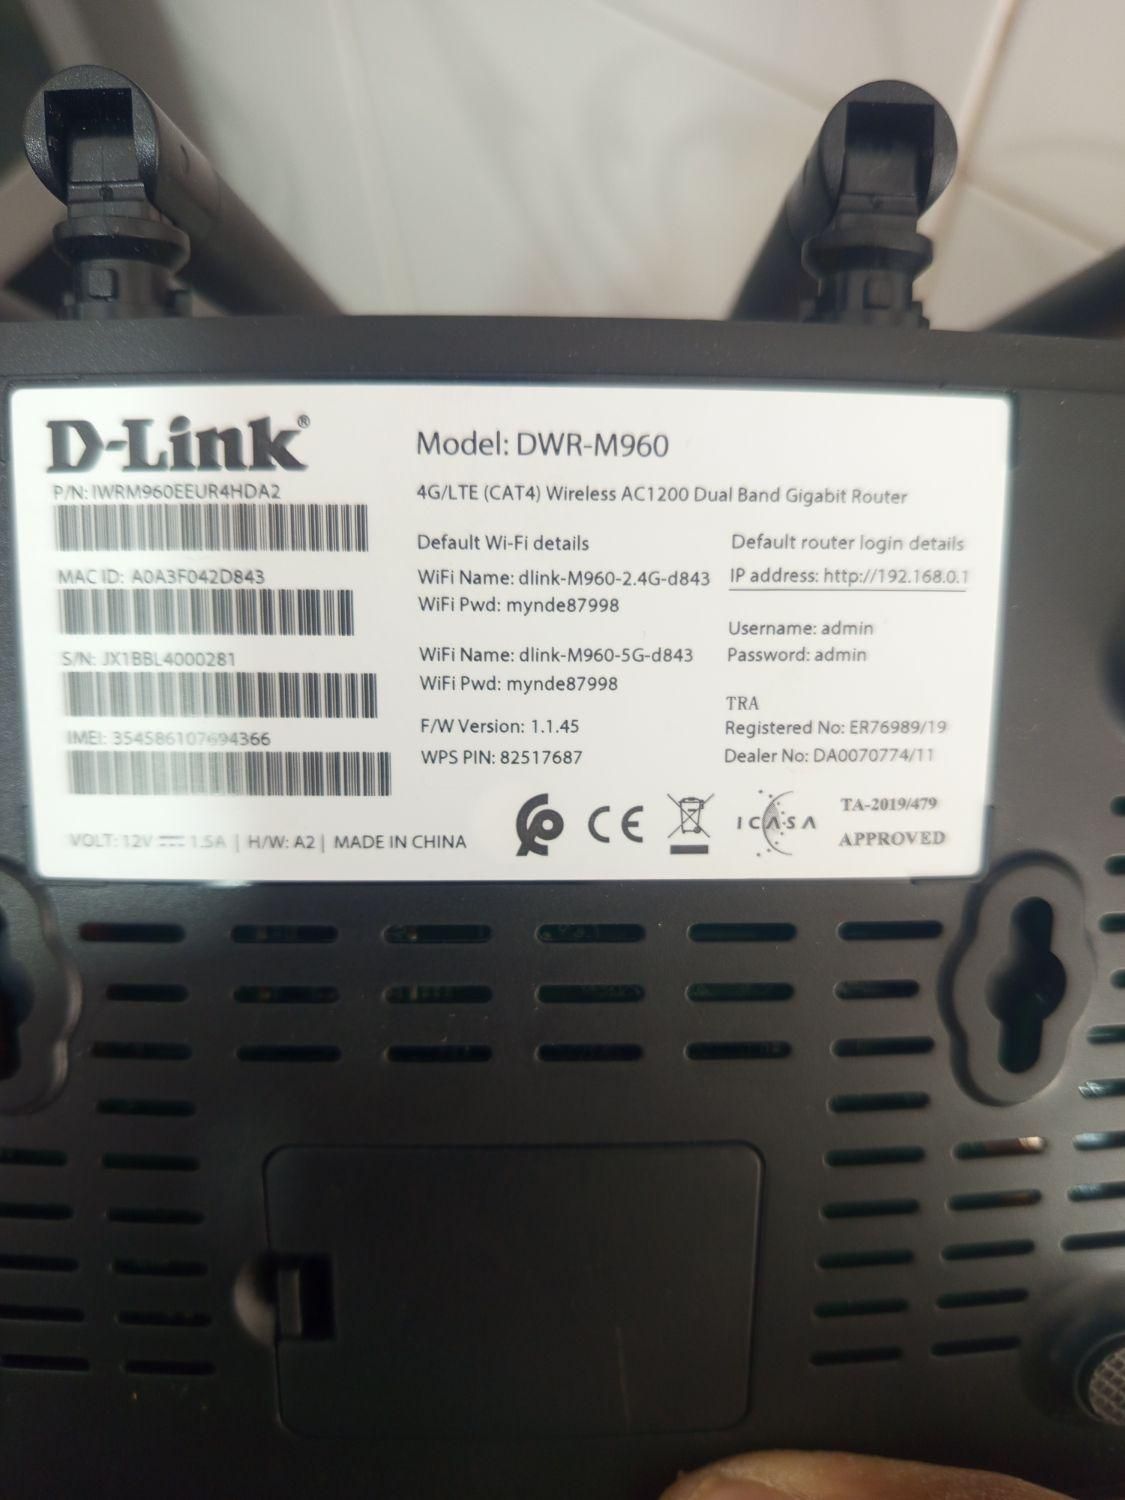 D-Link®
P/N: IWRM960EEUR4HDA2
MAC ID: A0A3F042D843
S/N: JX1BBL4000281
IMEI: 354586107694366
VOLT: 12V ⎓ 1.5A | H/W: A2 | MADE IN CHINA
Model: DWR-M960
4G/LTE (CAT4) Wireless AC1200 Dual Band Gigabit Router
Default Wi-Fi details
WiFi Name: dlink-M960-2.4G-d843
WiFi Pwd: mynde87998
WiFi Name: dlink-M960-5G-d843
WiFi Pwd: mynde87998
F/W Version: 1.1.45
WPS PIN: 82517687
Default router login details
IP address: http://192.168.0.1
Username: admin
Password: admin
TRA
Registered No: ER76989/19
Dealer No: DA0070774/11
CE
ICASA
TA-2019/479
APPROVED